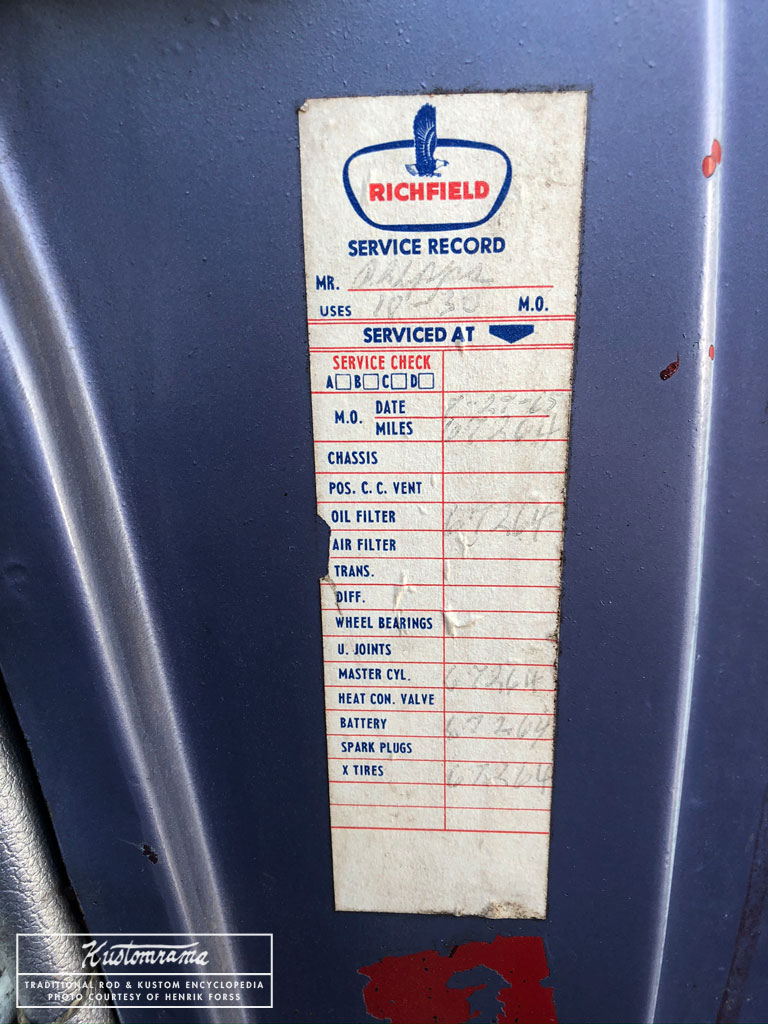 RICHFIELD
SERVICE RECORD
MR.
USES 10-30 M.O.
SERVICED AT
SERVICE CHECK
A B C D
M.O. DATE
MILES 67264
CHASSIS
POS. C. C. VENT
OIL FILTER 67264
AIR FILTER
TRANS.
DIFF.
WHEEL BEARINGS
U. JOINTS
MASTER CYL. 67264
HEAT CON. VALVE
BATTERY 67264
SPARK PLUGS
X TIRES 67264
Kustomrama
TRADITIONAL ROD & KUSTOM ENCYCLOPEDIA
PHOTO COURTESY OF HENRIK FORSS